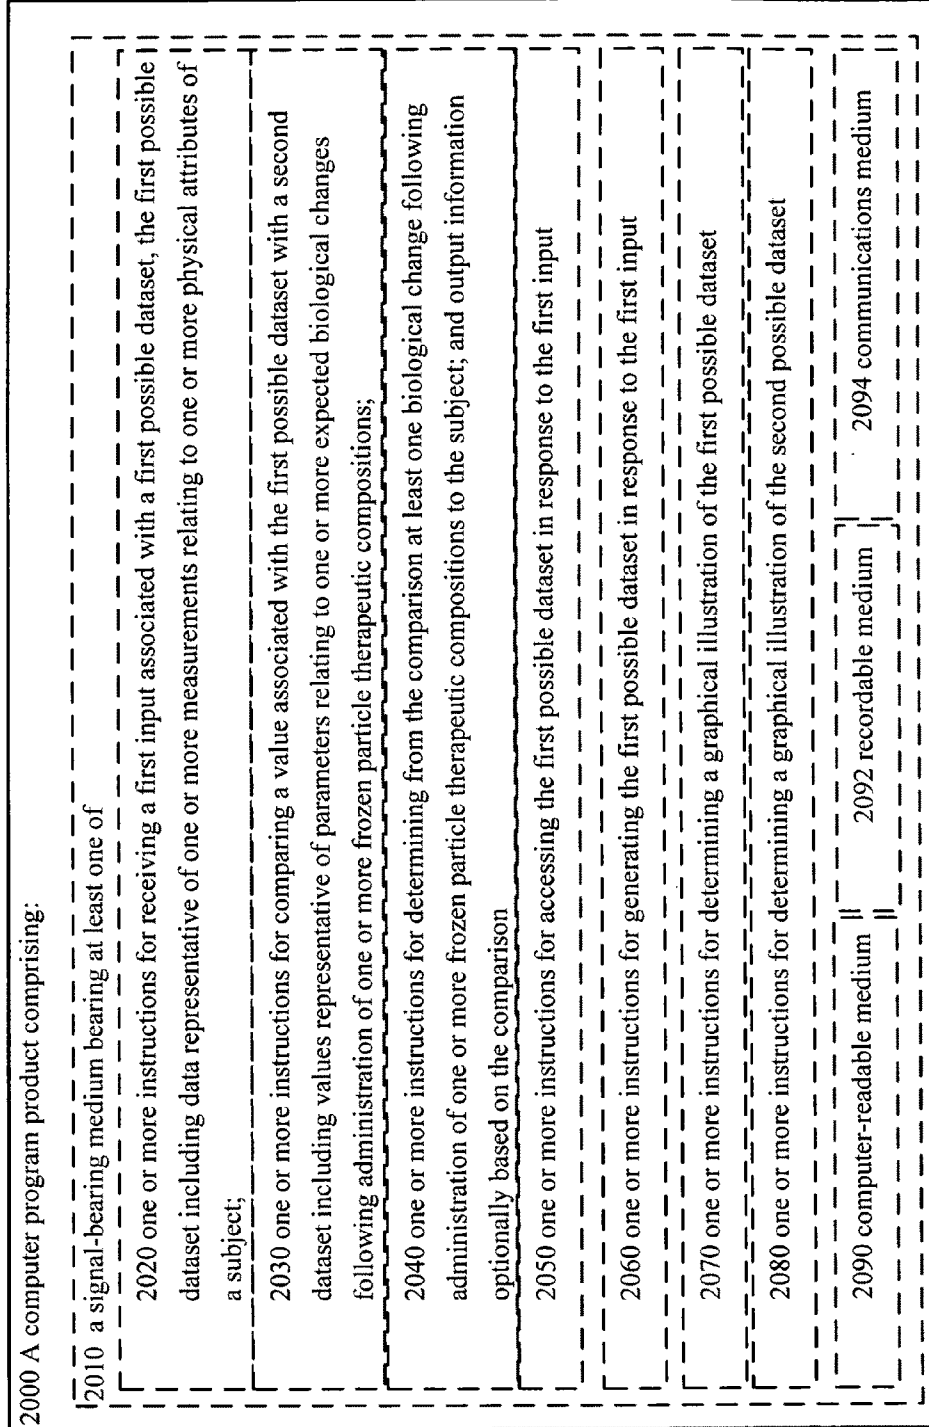 2000 A computer program product comprising:
2010 a signal-bearing medium bearing at least one of
2020 one or more instructions for receiving a first input associated with a first possible dataset, the first possible
dataset including data representative of one or more measurements relating to one or more physical attributes of
a subject;
2030 one or more instructions for comparing a value associated with the first possible dataset with a second
dataset including values representative of parameters relating to one or more expected biological changes
following administration of one or more frozen particle therapeutic compositions;
2040 one or more instructions for determining from the comparison at least one biological change following
administration of one or more frozen particle therapeutic compositions to the subject; and output information
optionally based on the comparison
2050 one or more instructions for accessing the first possible dataset in response to the first input
2060 one or more instructions for generating the first possible dataset in response to the first input
2070 one or more instructions for determining a graphical illustration of the first possible dataset
2080 one or more instructions for determining a graphical illustration of the second possible dataset
2090 computer-readable medium
2092 recordable medium
2094 communications medium